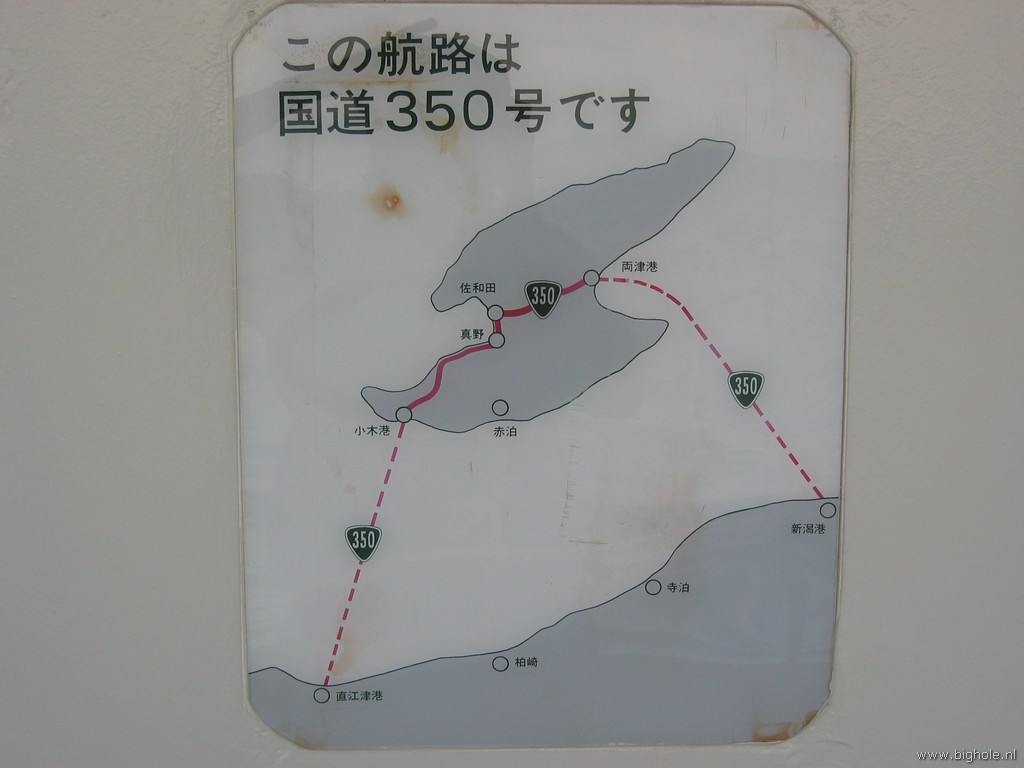 この航路は
国道350号です
両津港
佐和田
350
真野
350
小木港
赤泊
新潟港
350
寺泊
柏崎
直江津港
www.bighole.nl